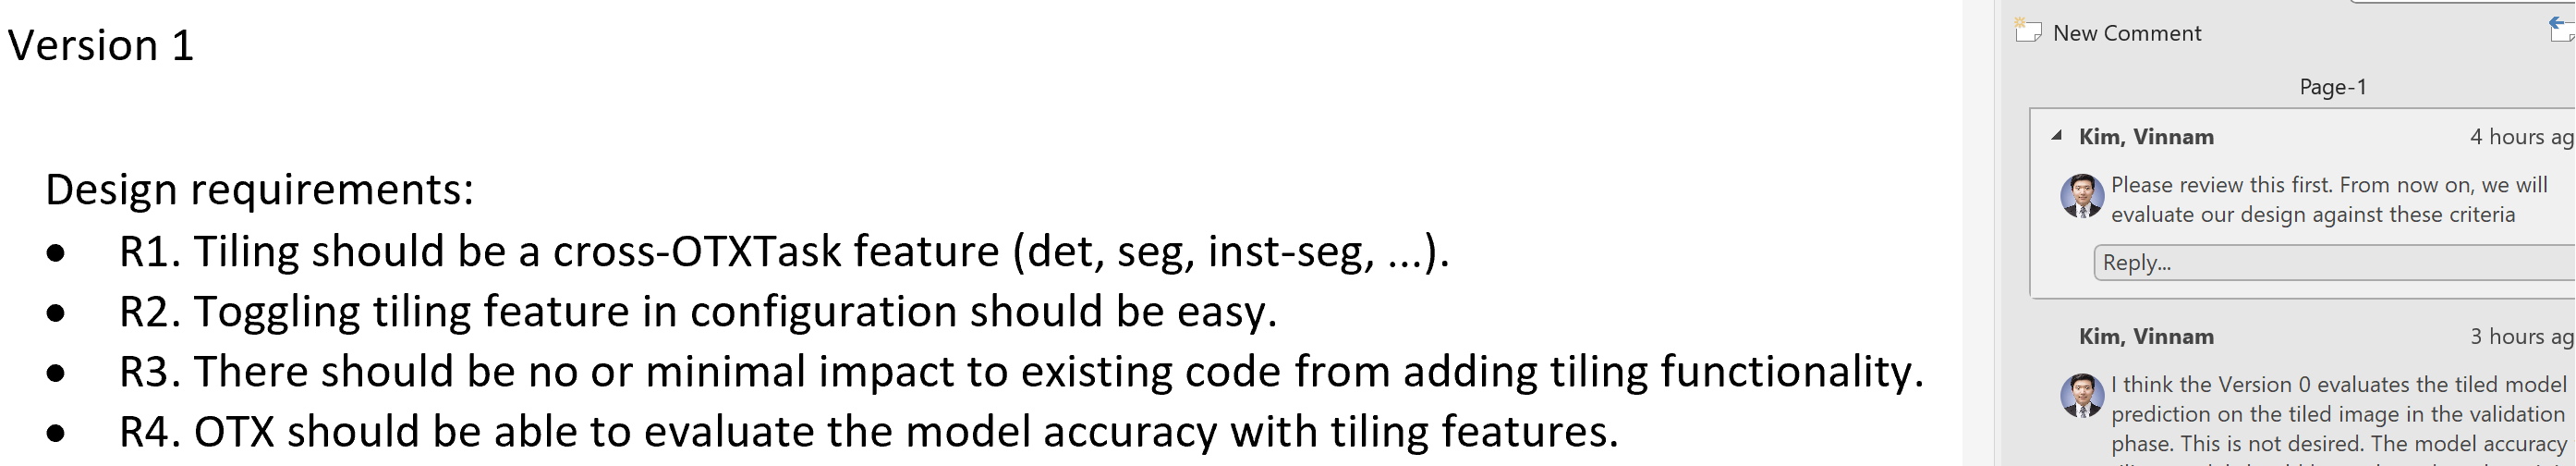 Version 1
Design requirements:
• R1. Tiling should be a cross-OTXTask feature (det, seg, inst-seg, ...).
• R2. Toggling tiling feature in configuration should be easy.
• R3. There should be no or minimal impact to existing code from adding tiling functionality.
• R4. OTX should be able to evaluate the model accuracy with tiling features.
New Comment
Page-1
Kim, Vinnam 4 hours ag
Please review this first. From now on, we will
evaluate our design against these criteria
Reply...
Kim, Vinnam 3 hours ag
I think the Version 0 evaluates the tiled model
prediction on the tiled image in the validation
phase. This is not desired. The model accuracy